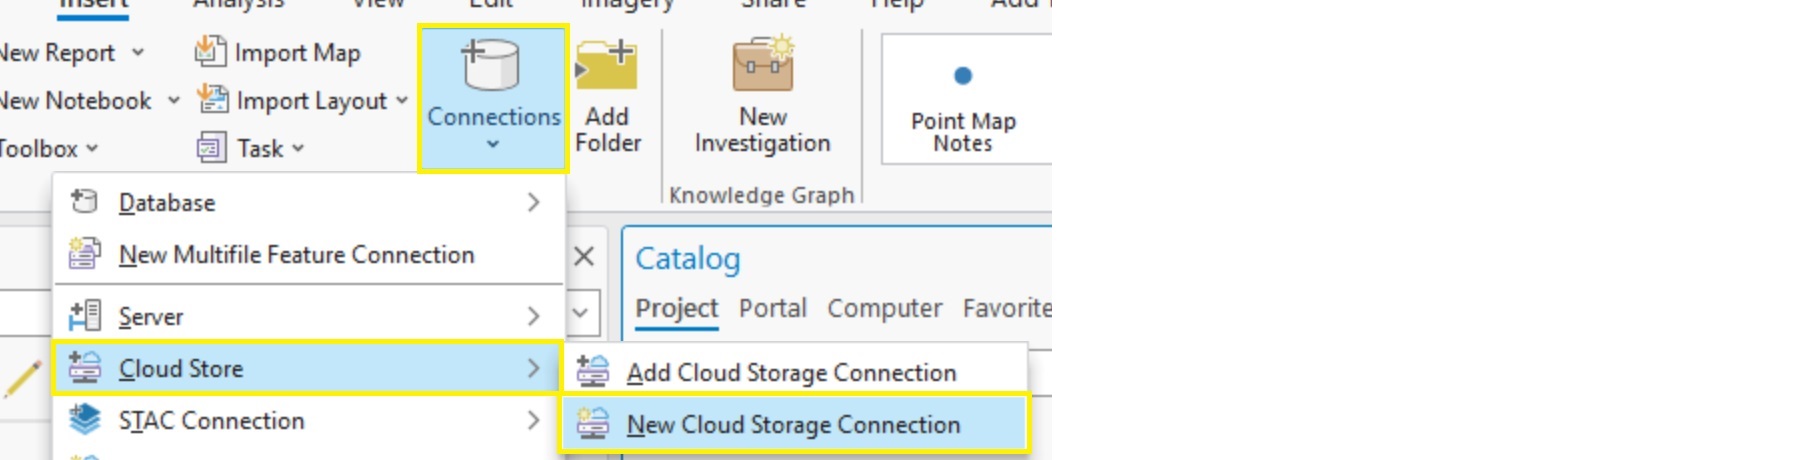 Insert Analysis View Edit Imagery Share Help Add
New Report Import Map
New Notebook Import Layout
Toolbox Task
Connections
Add
Folder
New
Investigation
Knowledge Graph
Point Map
Notes
Database
New Multifile Feature Connection
Server
Cloud Store
STAC Connection
Catalog
Project Portal Computer Favorite
Add Cloud Storage Connection
New Cloud Storage Connection